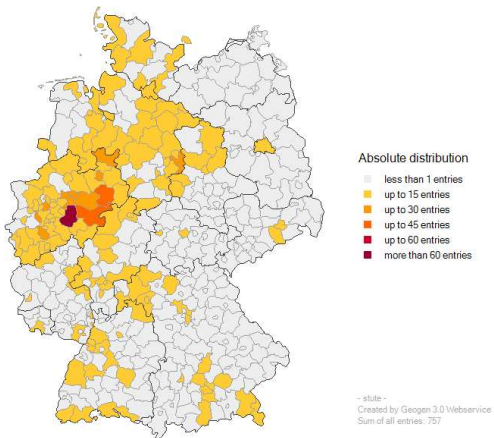 Absolute distribution
less than 1 entries
up to 15 entries
up to 30 entries
up to 45 entries
up to 60 entries
more than 60 entries
- stute -
Created by Geogen 3.0 Webservice
Sum of all entries: 757